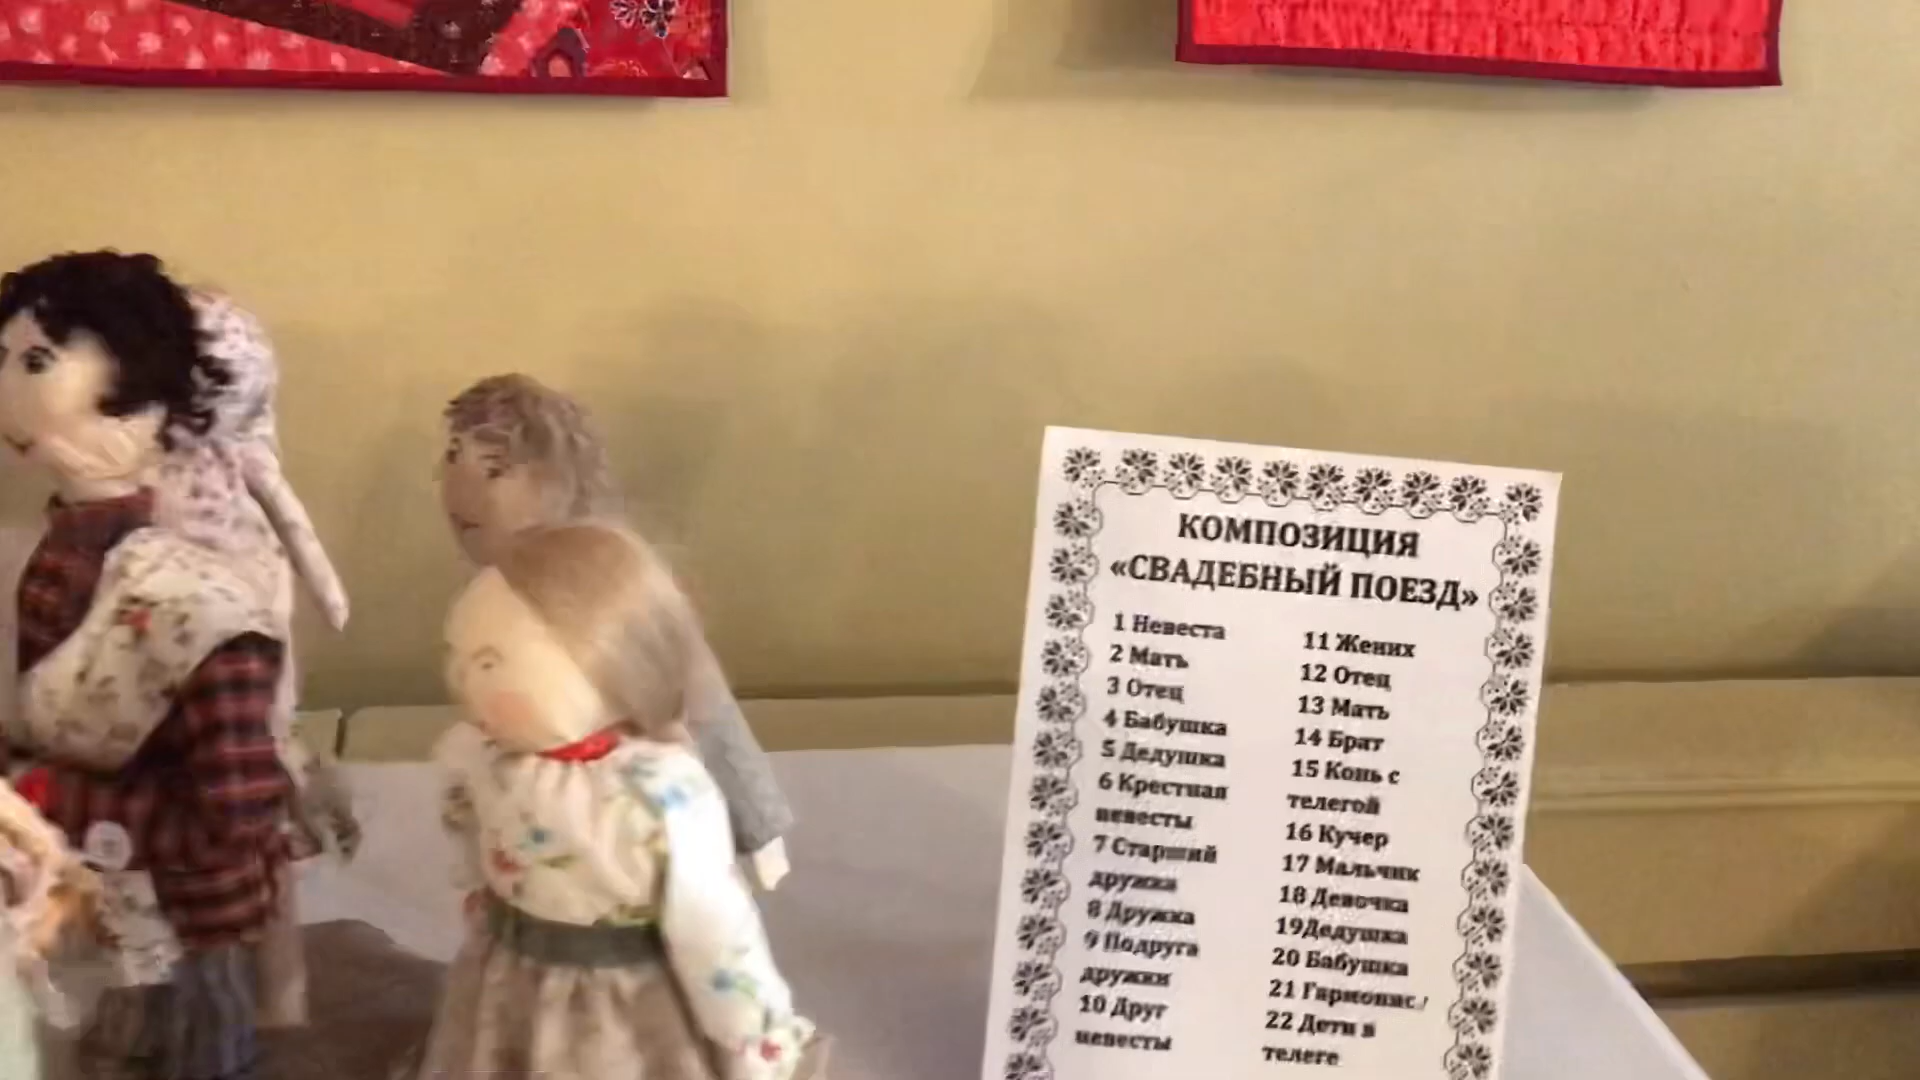 КОМПОЗИЦИЯ
«СВАДЕБНЫЙ ПОЕЗД»
1 Невеста
2 Мать
3 Отец
4 Бабушка
5 Дедушка
6 Крестная
невесты
7 Старший
дружка
8 Дружка
9 Подруга
дружки
10 Друг
невесты
11 Жених
12 Отец
13 Мать
14 Брат
15 Конь с
телегой
16 Кучер
17 Мальчик
18 Девочка
19Дедушка
20 Бабушка
21
22 Дети в
телеге